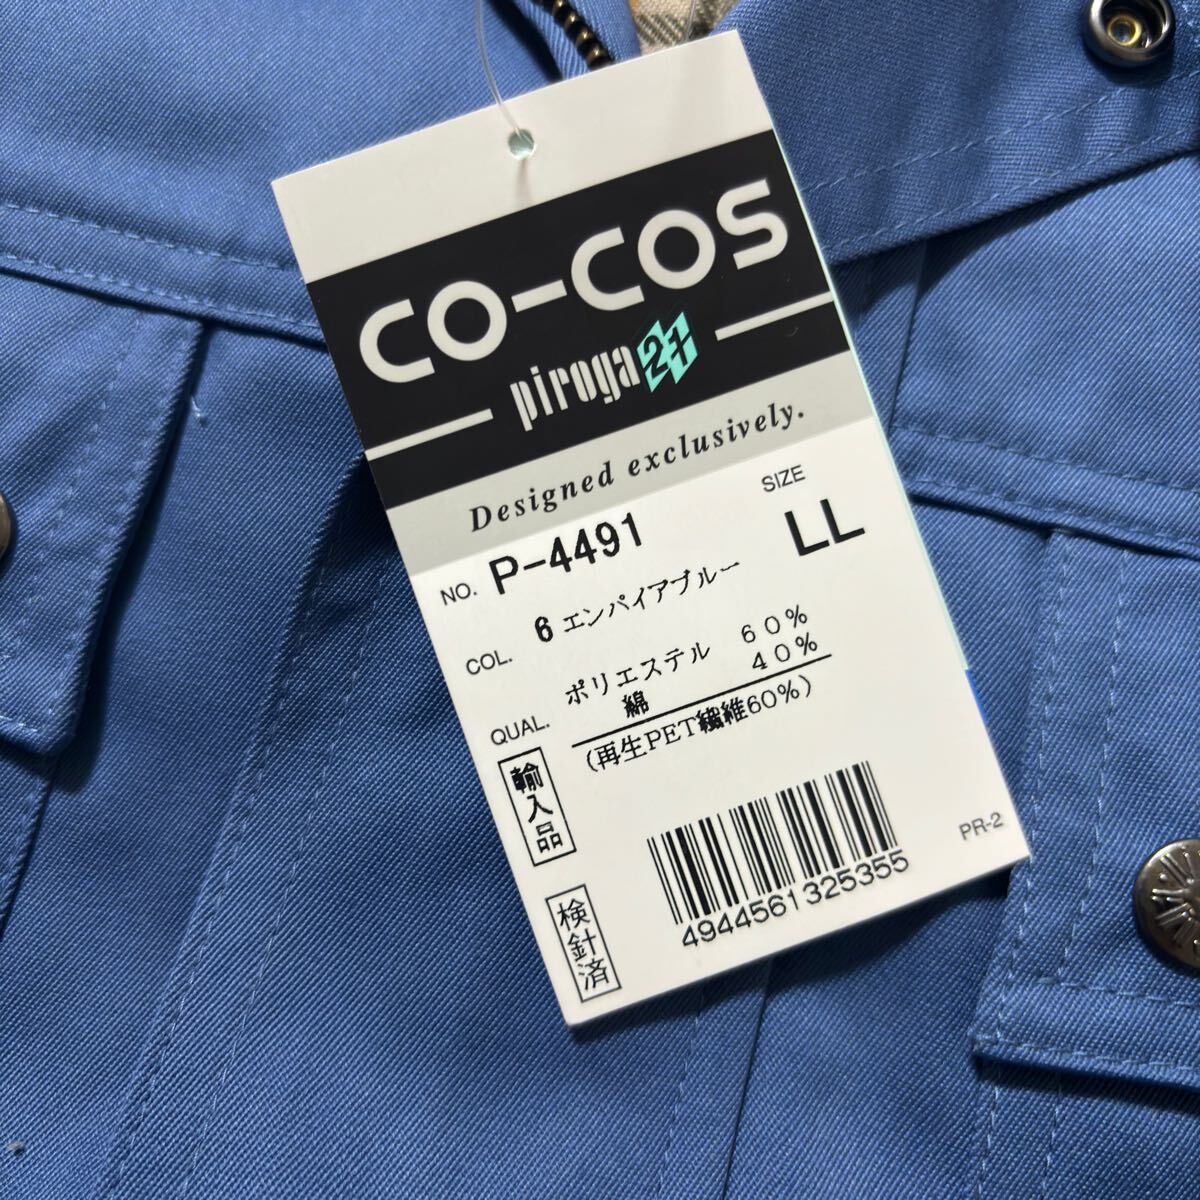 CO-COS
piroga 21
Designed exclusively.
NO. P-4491
SIZE LL
COL. 6 エンパイアブルー
QUAL. ポリエステル 60%
綿 40%
(再生PET繊維60%)
輸入品
検針済
4944561325355
PR-2